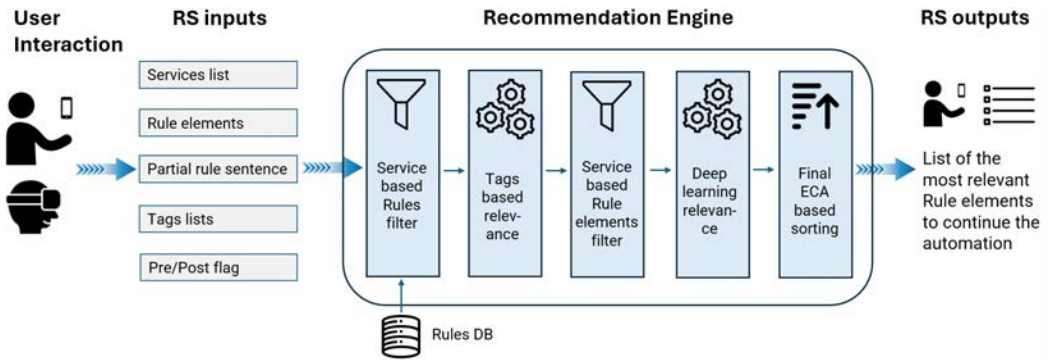 User
Interaction
RS inputs
Recommendation Engine
RS outputs
Services list
Rule elements
Partial rule sentence
Tags lists
Pre/Post flag
Service
based
Rules
filter
Tags
based
relev-
ance
Service
based
Rule
elements
filter
Deep
learning
relevan-
ce
Final
ECA
based
sorting
List of the
most relevant
Rule elements
to continue the
automation
Rules DB